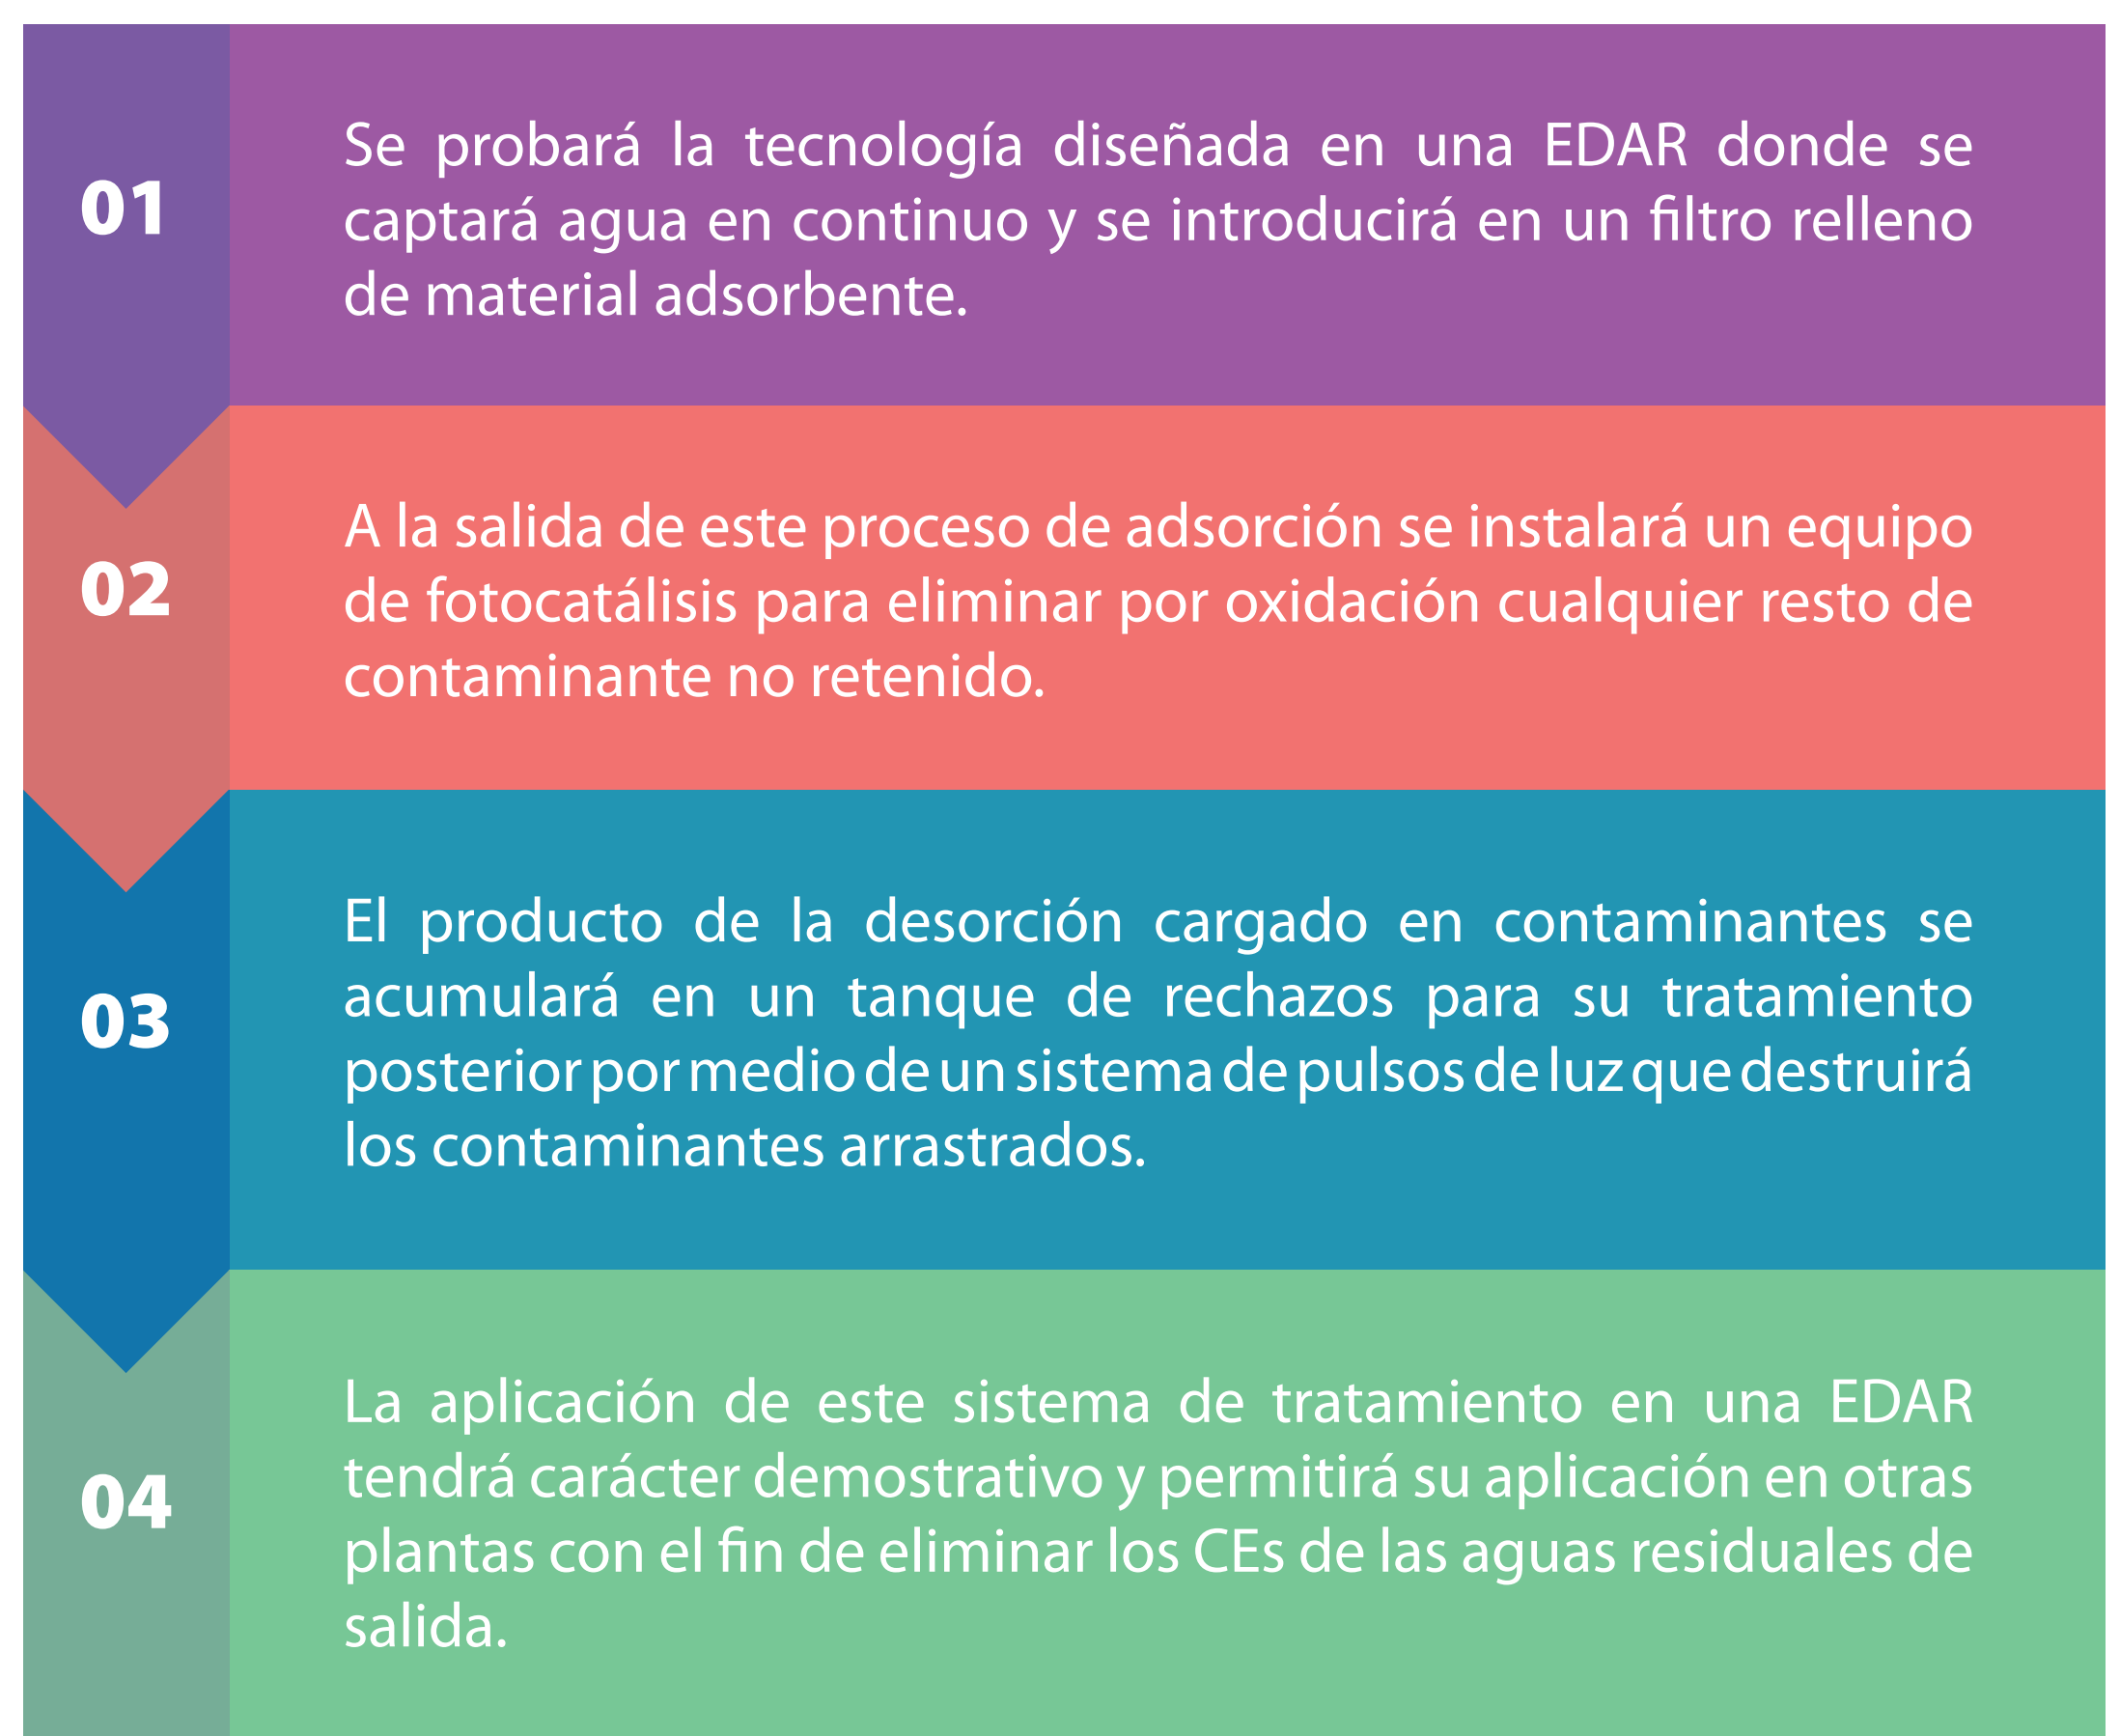 01
Se probará la tecnología diseñada en una EDAR donde se
captará agua en continuo y se introducirá en un filtro relleno
de material adsorbente.
02
A la salida de este proceso de adsorción se instalará un equipo
de fotocatálisis para eliminar por oxidación cualquier resto de
contaminante no retenido.
03
El producto de la desorción cargado en contaminantes se
acumulará en un tanque de rechazos para su tratamiento
posterior por medio de un sistema de pulsos de luz que destruirá
los contaminantes arrastrados.
04
La aplicación de este sistema de tratamiento en una EDAR
tendrá carácter demostrativo y permitirá su aplicación en otras
plantas con el fin de eliminar los CEs de las aguas residuales de
salida.